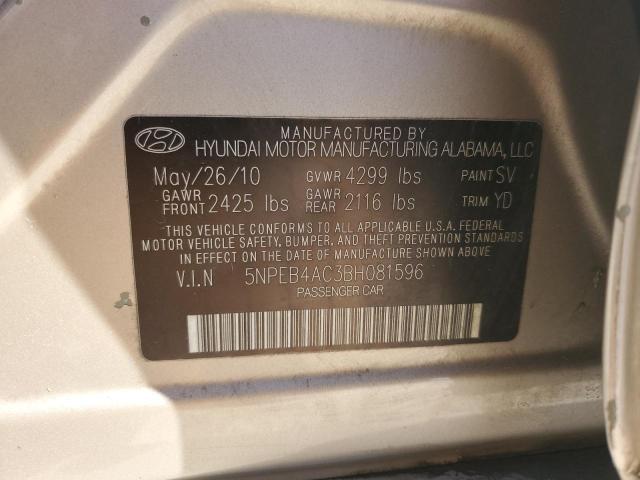 MANUFACTURED BY
HYUNDAI MOTOR MANUFACTURING ALABAMA, LLC
May/26/10 GVWR 4299 lbs PAINT SV
GAWR FRONT 2425 lbs GAWR REAR 2116 lbs TRIM YD
THIS VEHICLE CONFORMS TO ALL APPLICABLE U.S.A. FEDERAL
MOTOR VEHICLE SAFETY, BUMPER, AND THEFT PREVENTION STANDARDS
IN EFFECT ON THE DATE OF MANUFACTURE SHOWN ABOVE.
V.I.N 5NPEB4AC3BH081596
PASSENGER CAR